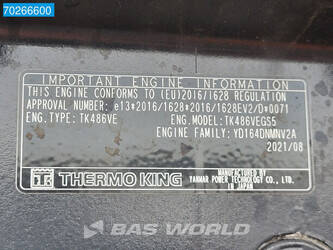 70266600
IMPORTANT ENGINE INFORMATION
THIS ENGINE CONFORMS TO (EU)2016/1628 REGULATION
APPROVAL NUMBER: e13*2016/1628*2016/1628EV2/D*0071
ENG.TYPE: TK486VE ENG.MODEL: TK486VEGS5
ENGINE FAMILY: YD164DNMNV2A
2021/08
TK THERMO KING
MANUFACTURED BY
YANMAR POWER TECHNOLOGY CO., LTD.
IN JAPAN
BAS World